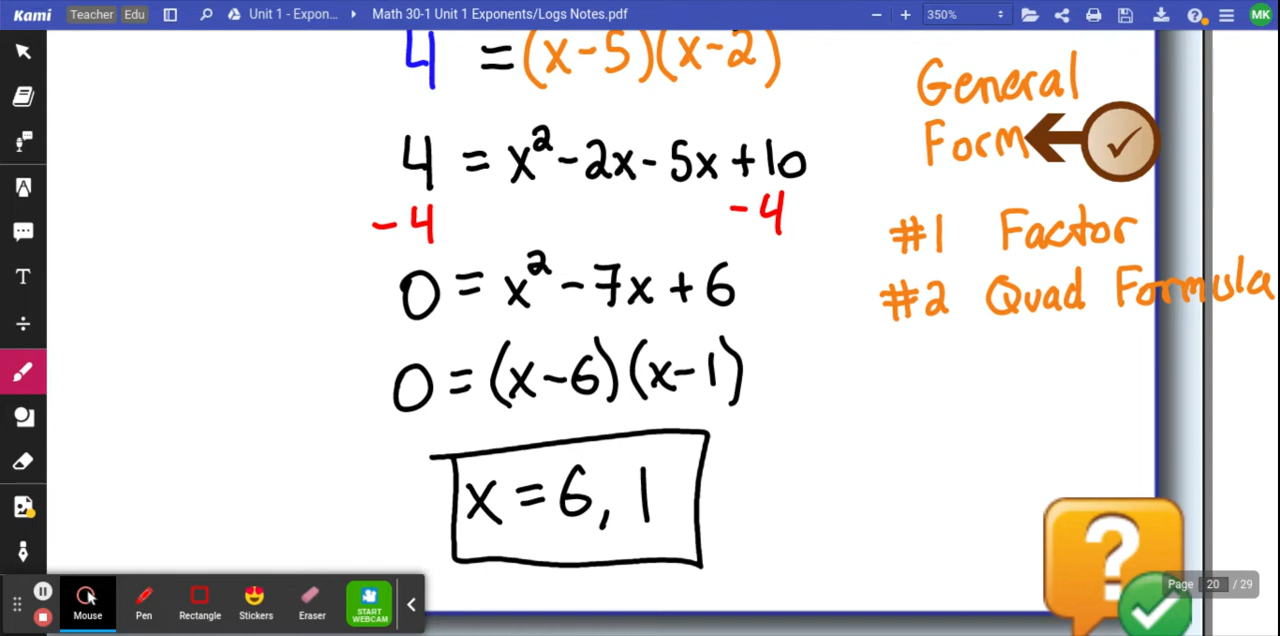 Kami Teacher Edu Unit 1 - Expon... Math 30-1 Unit 1 Exponents/Logs Notes.pdf 350% MK
4 = (x-5)(x-2)
General
Form
4 = x² - 2x - 5x + 10
-4 -4
#1 Factor
0 = x² - 7x + 6
#2 Quad Formula
0 = (x-6)(x-1)
x = 6, 1
Page 20 / 29
Mouse Pen Rectangle Stickers Eraser START WEBCAM